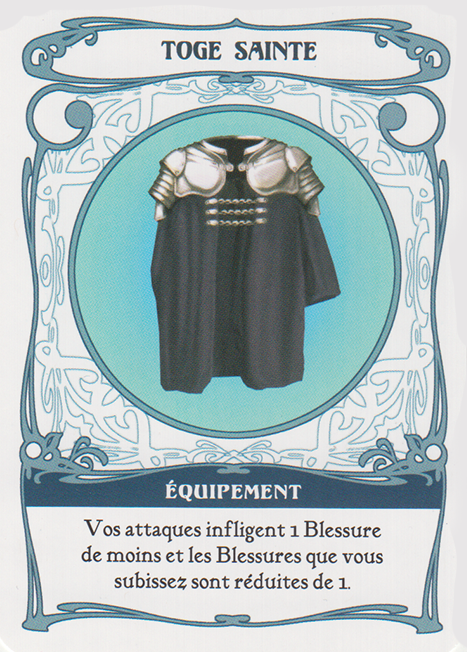 TOGE SAINTE
ÉQUIPEMENT
Vos attaques infligent 1 Blessure
de moins et les Blessures que vous
subissez sont réduites de 1.